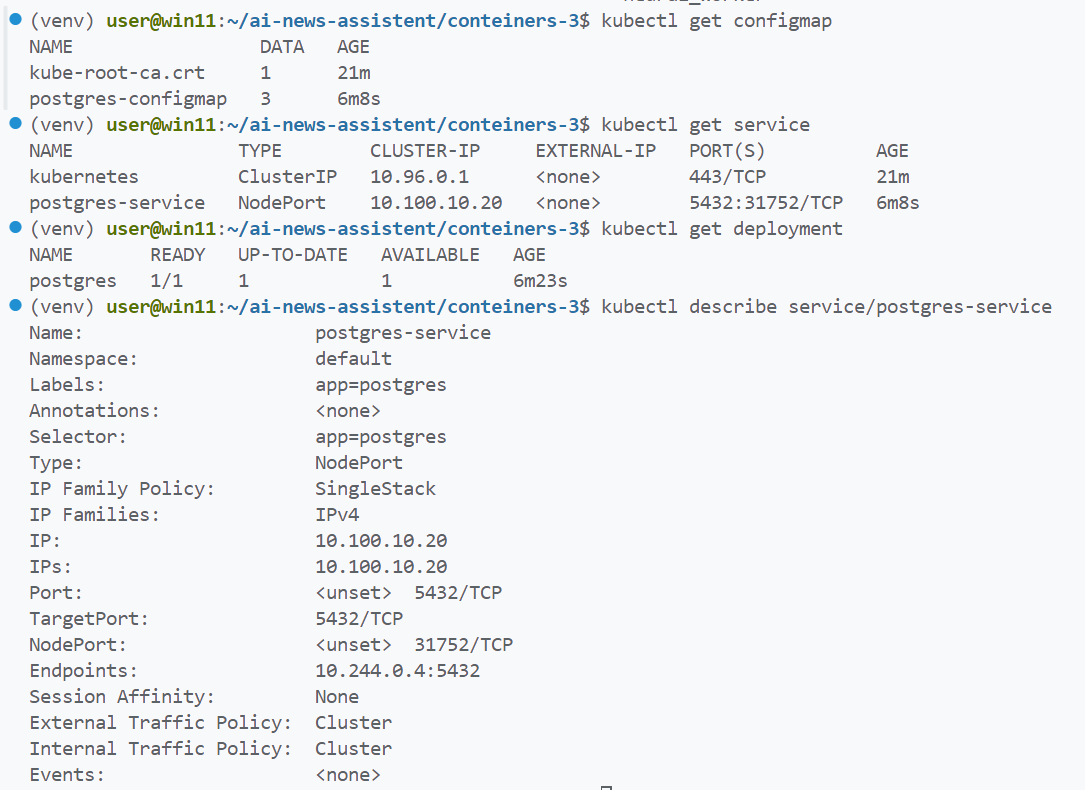 (venv) user@win11:~/ai-news-assistent/conteiners-3$ kubectl get configmap
NAME DATA AGE
kube-root-ca.crt 1 21m
postgres-configmap 3 6m8s
(venv) user@win11:~/ai-news-assistent/conteiners-3$ kubectl get service
NAME TYPE CLUSTER-IP EXTERNAL-IP PORT(S) AGE
kubernetes ClusterIP 10.96.0.1 <none> 443/TCP 21m
postgres-service NodePort 10.100.10.20 <none> 5432:31752/TCP 6m8s
(venv) user@win11:~/ai-news-assistent/conteiners-3$ kubectl get deployment
NAME READY UP-TO-DATE AVAILABLE AGE
postgres 1/1 1 1 6m23s
(venv) user@win11:~/ai-news-assistent/conteiners-3$ kubectl describe service/postgres-service
Name: postgres-service
Namespace: default
Labels: app=postgres
Annotations: <none>
Selector: app=postgres
Type: NodePort
IP Family Policy: SingleStack
IP Families: IPv4
IP: 10.100.10.20
IPs: 10.100.10.20
Port: <unset> 5432/TCP
TargetPort: 5432/TCP
NodePort: <unset> 31752/TCP
Endpoints: 10.244.0.4:5432
Session Affinity: None
External Traffic Policy: Cluster
Internal Traffic Policy: Cluster
Events: <none>